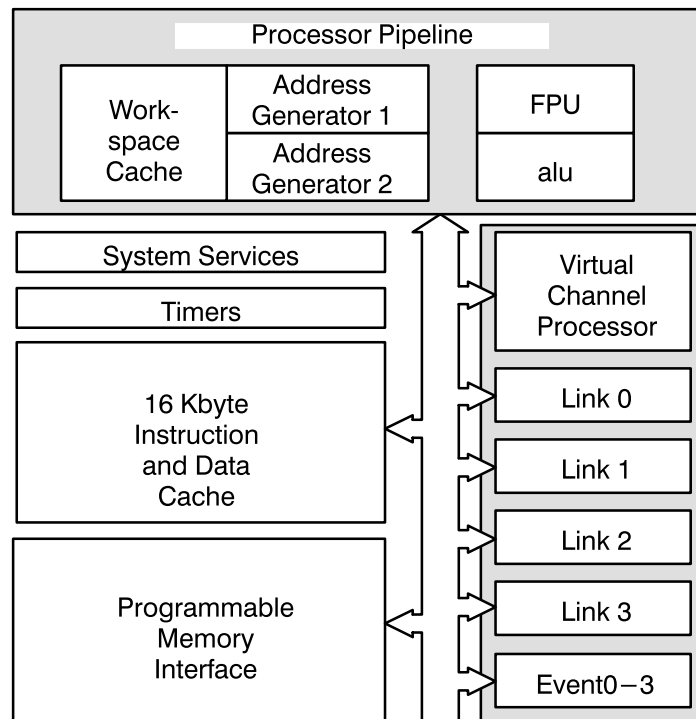 Processor Pipeline
Work-
space
Cache
Address
Generator 1
Address
Generator 2
FPU
alu
System Services
Timers
16 Kbyte
Instruction
and Data
Cache
Programmable
Memory
Interface
Virtual
Channel
Processor
Link 0
Link 1
Link 2
Link 3
Event0−3